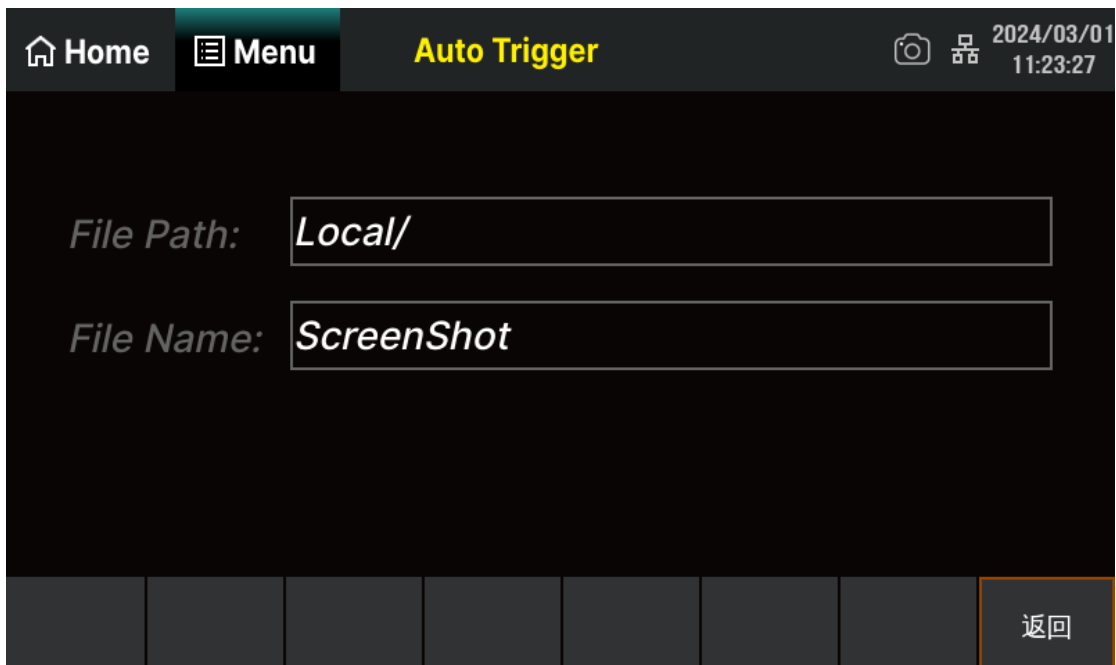 Home Menu Auto Trigger 2024/03/01
11:23:27
File Path: Local/
File Name: ScreenShot
返回